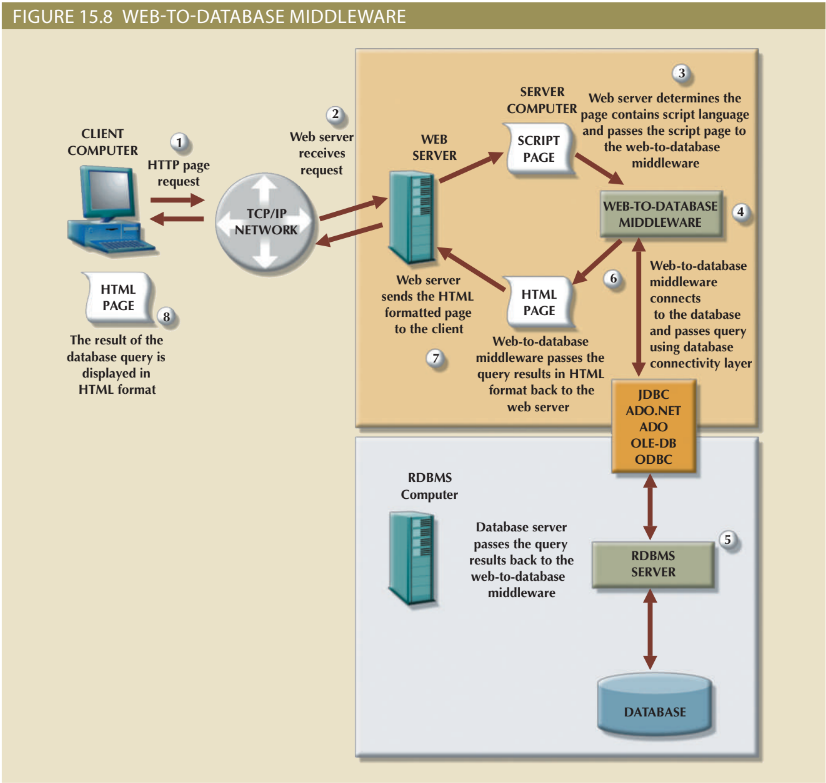 FIGURE 15.8 WEB-TO-DATABASE MIDDLEWARE
CLIENT
COMPUTER
1
HTTP page
request
2
Web server
receives
request
TCP/IP
NETWORK
WEB
SERVER
SERVER
COMPUTER
SCRIPT
PAGE
3
Web server determines the
page contains script language
and passes the script page to
the web-to-database
middleware
WEB-TO-DATABASE
MIDDLEWARE
4
Web-to-database
middleware
connects
to the database
and passes query
using database
connectivity layer
JDBC
ADO.NET
ADO
OLE-DB
ODBC
RDBMS
Computer
Database server
passes the query
results back to the
web-to-database
middleware
5
RDBMS
SERVER
DATABASE
6
HTML
PAGE
Web-to-database
middleware passes the
query results in HTML
format back to the
web server
Web server
sends the HTML
formatted page
to the client
7
HTML
PAGE
8
The result of the
database query is
displayed in
HTML format